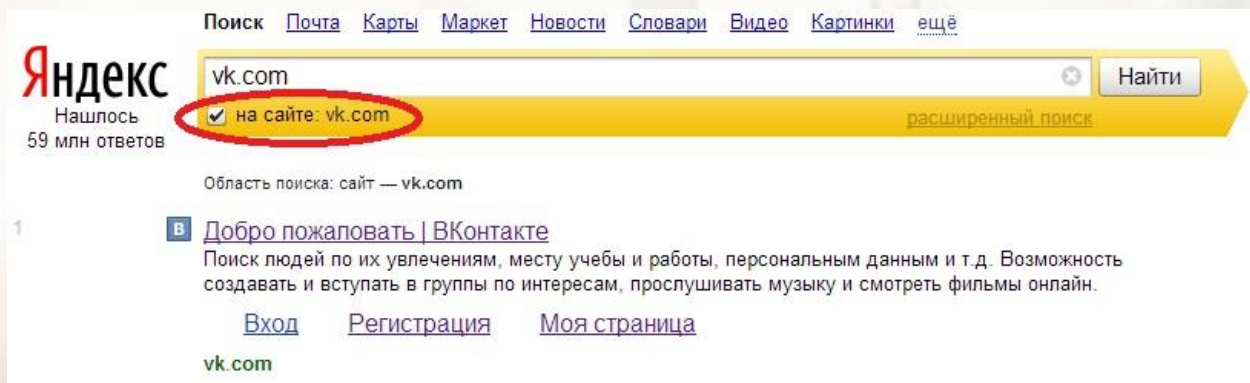 Поиск Почта Карты Маркет Новости Словари Видео Картинки ещё
Яндекс
vk.com
Найти
Нашлось
59 млн ответов
на сайте: vk.com
расширенный поиск
Область поиска: сайт — vk.com
1
В
Добро пожаловать | ВКонтакте
Поиск людей по их увлечениям, месту учебы и работы, персональным данным и т.д. Возможность
создавать и вступать в группы по интересам, прослушивать музыку и смотреть фильмы онлайн.
Вход Регистрация Моя страница
vk.com